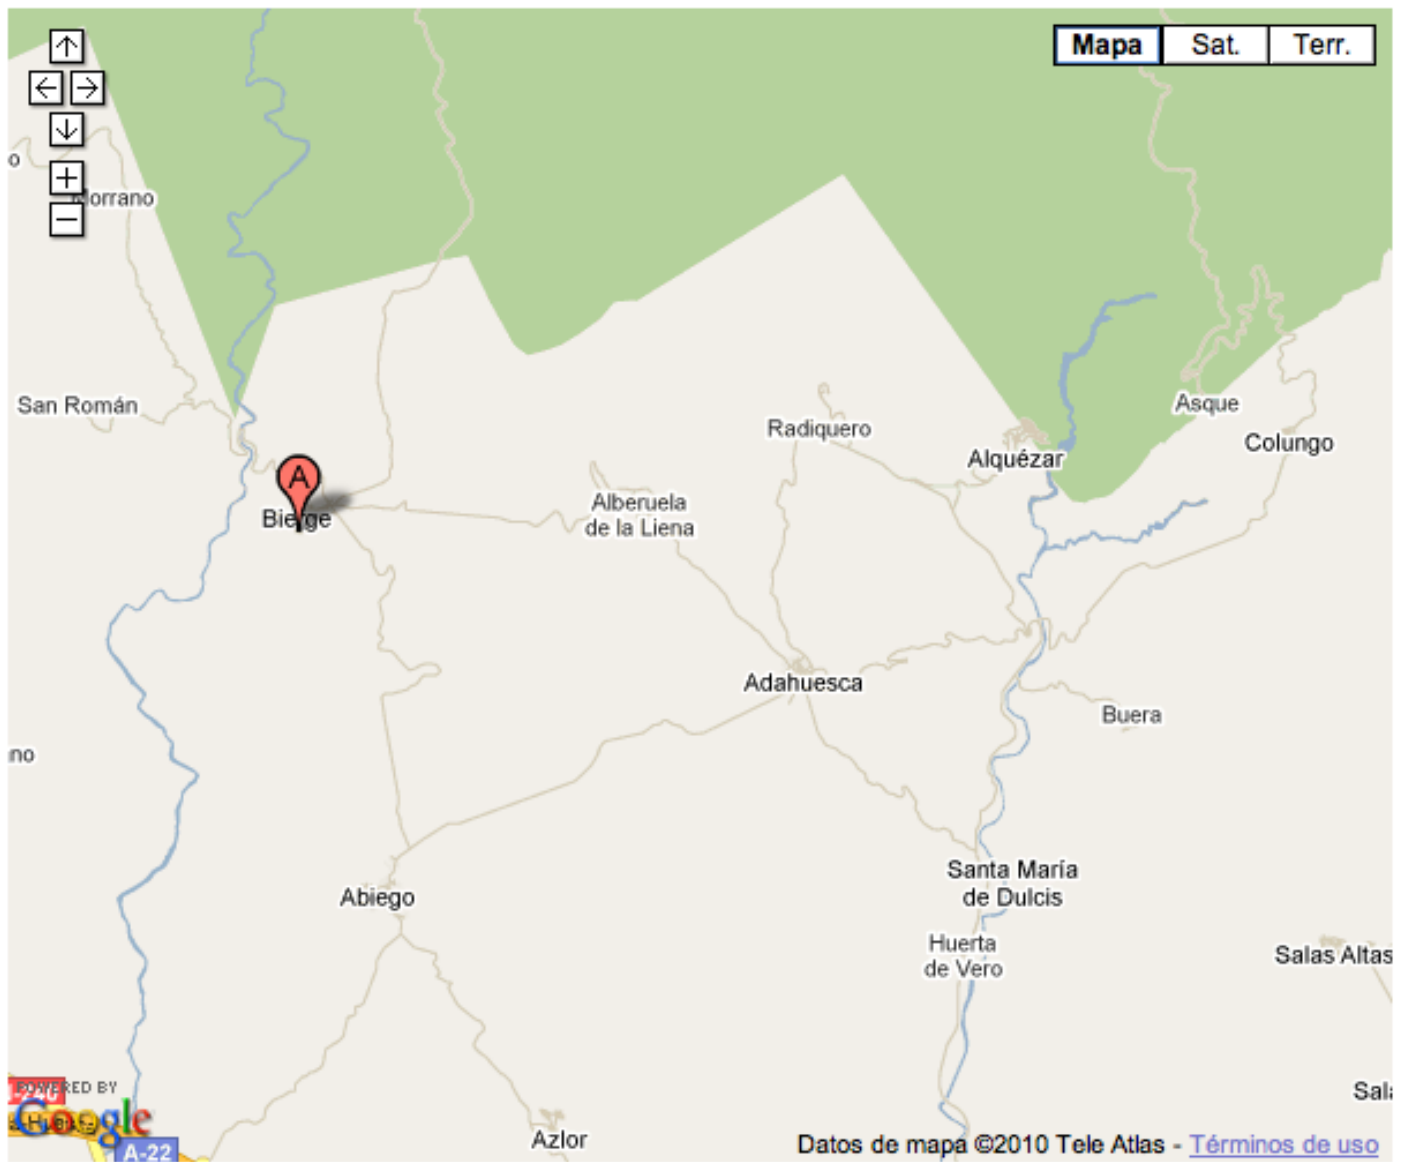 Mapa
Sat.
Terr.
o
Morrano
San Román
Asque
Radiquero
Colungo
Alquézar
A
Bierge
Alberuela
de la Liena
Adahuesca
Buera
no
Santa María
de Dulcis
Abiego
Huerta
de Vero
Salas Altas
POWERED BY
Google
A-22
Azlor
Sala
Datos de mapa ©2010 Tele Atlas - Términos de uso